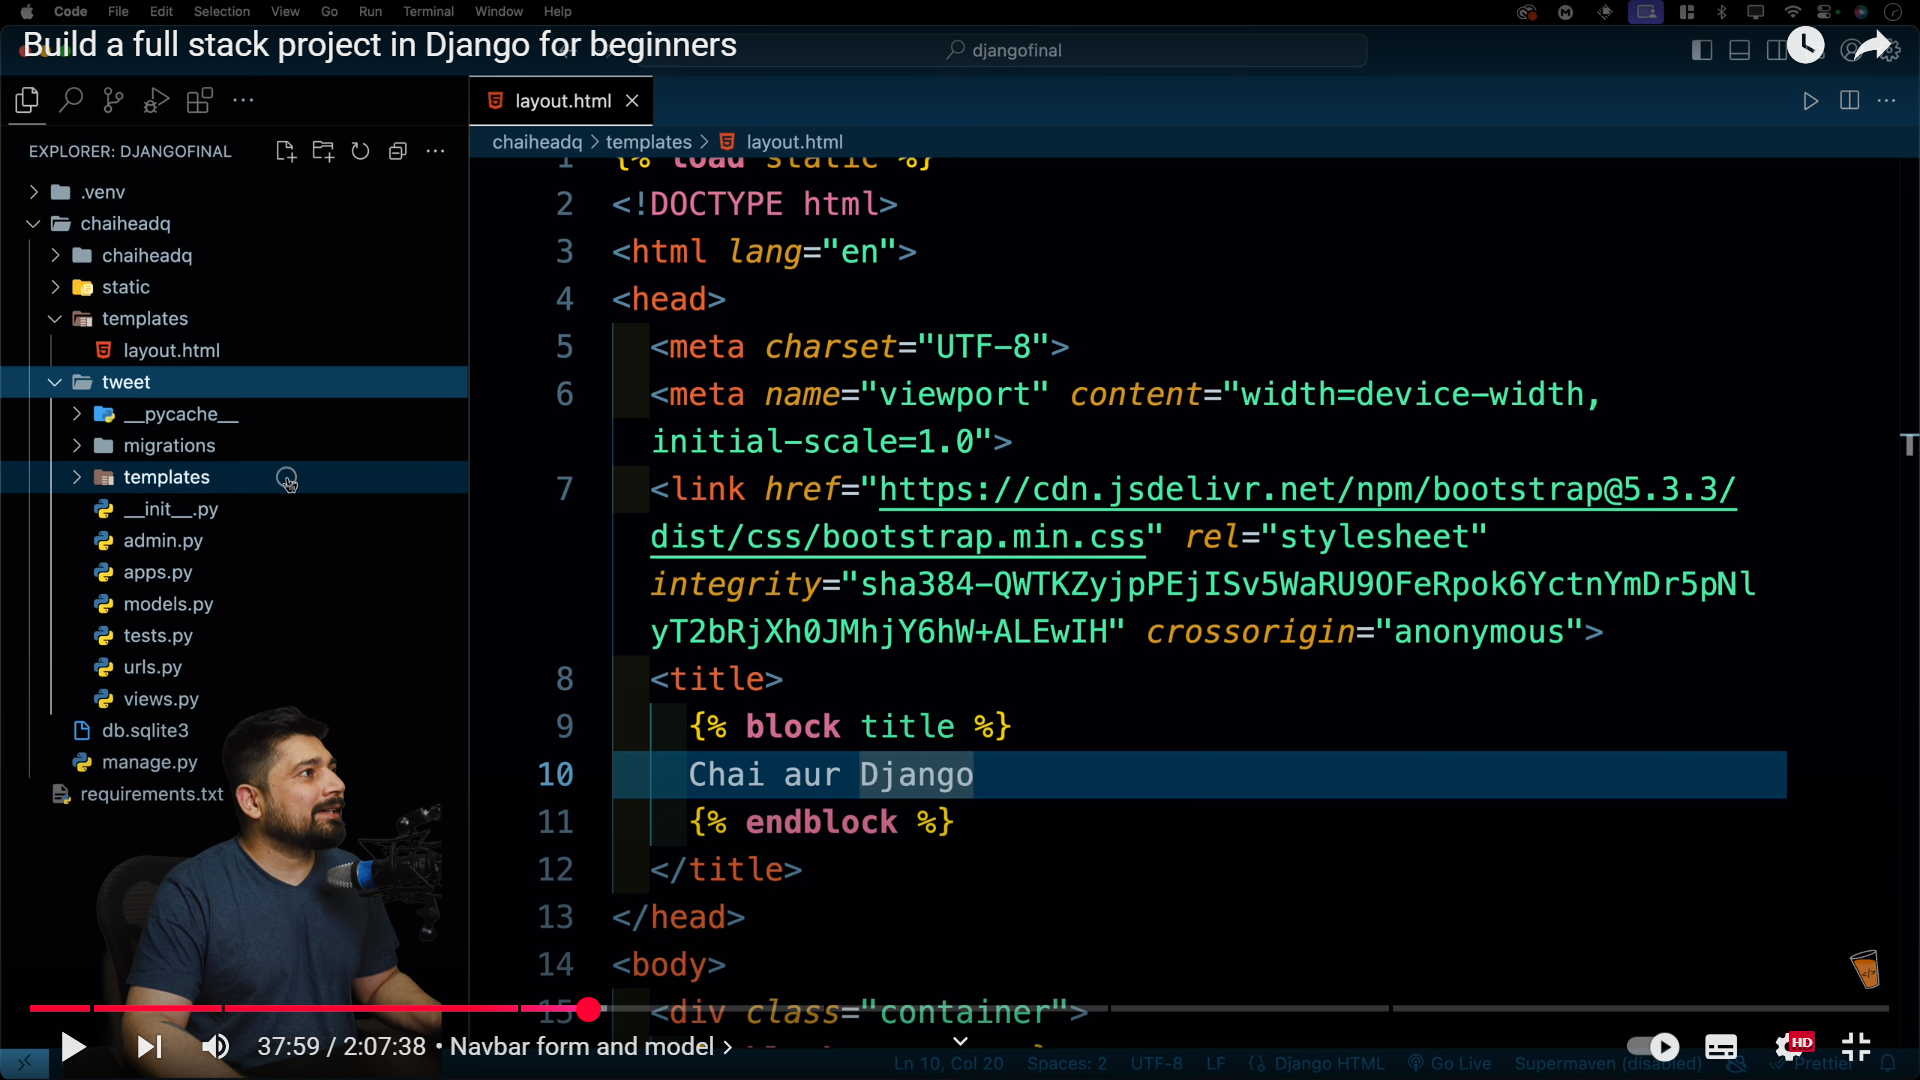 Code File Edit Selection View Go Run Terminal Window Help
Build a full stack project in Django for beginners
djangofinal
layout.html
EXPLORER: DJANGOFINAL
chaiheadq > templates > layout.html
.venv
chaiheadq
chaiheadq
static
templates
layout.html
tweet
__pycache__
migrations
templates
__init__.py
admin.py
apps.py
models.py
tests.py
urls.py
views.py
db.sqlite3
manage.py
requirements.txt
1 {% load static %}
2 <!DOCTYPE html>
3 <html lang="en">
4 <head>
5 <meta charset="UTF-8">
6 <meta name="viewport" content="width=device-width,
initial-scale=1.0">
7 <link href="https://cdn.jsdelivr.net/npm/bootstrap@5.3.3/
dist/css/bootstrap.min.css" rel="stylesheet"
integrity="sha384-QWTKZyjpPEjISv5WaRU9OFeRpok6YctnYmDr5pNl
yT2bRjXh0JMhjY6hW+ALEwIH" crossorigin="anonymous">
8 <title>
9 {% block title %}
10 Chai aur Django
11 {% endblock %}
12 </title>
13 </head>
14 <body>
15 <div class="container">
37:59 / 2:07:38 • Navbar form and model >
HD
Ln 10, Col 20 Spaces: 2 UTF-8 LF {} Django HTML Go Live Supermaven (disabled) Prettier